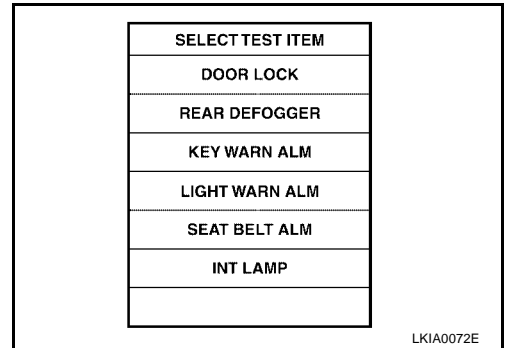 SELECT TEST ITEM
DOOR LOCK
REAR DEFOGGER
KEY WARN ALM
LIGHT WARN ALM
SEAT BELT ALM
INT LAMP
LKIA0072E